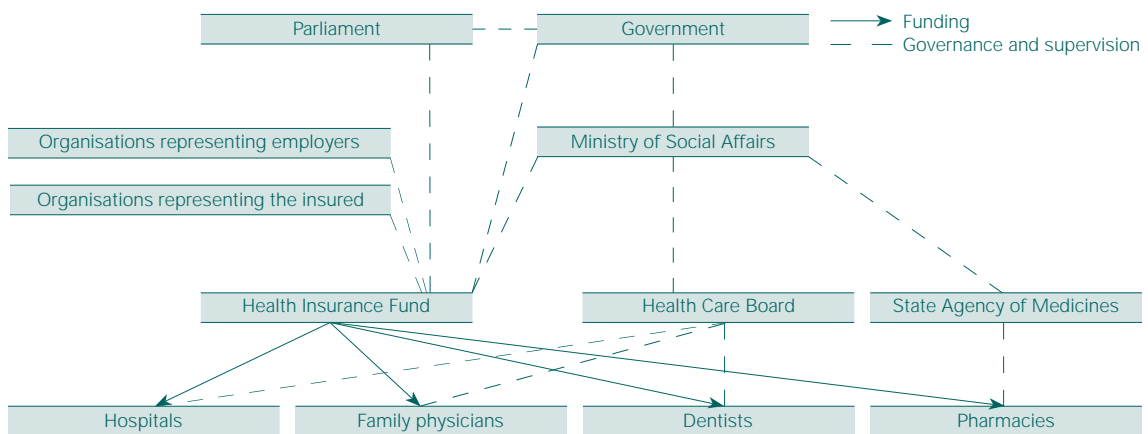 Parliament
Government
Funding
Governance and supervision
Organisations representing employers
Ministry of Social Affairs
Organisations representing the insured
Health Insurance Fund
Health Care Board
State Agency of Medicines
Hospitals
Family physicians
Dentists
Pharmacies